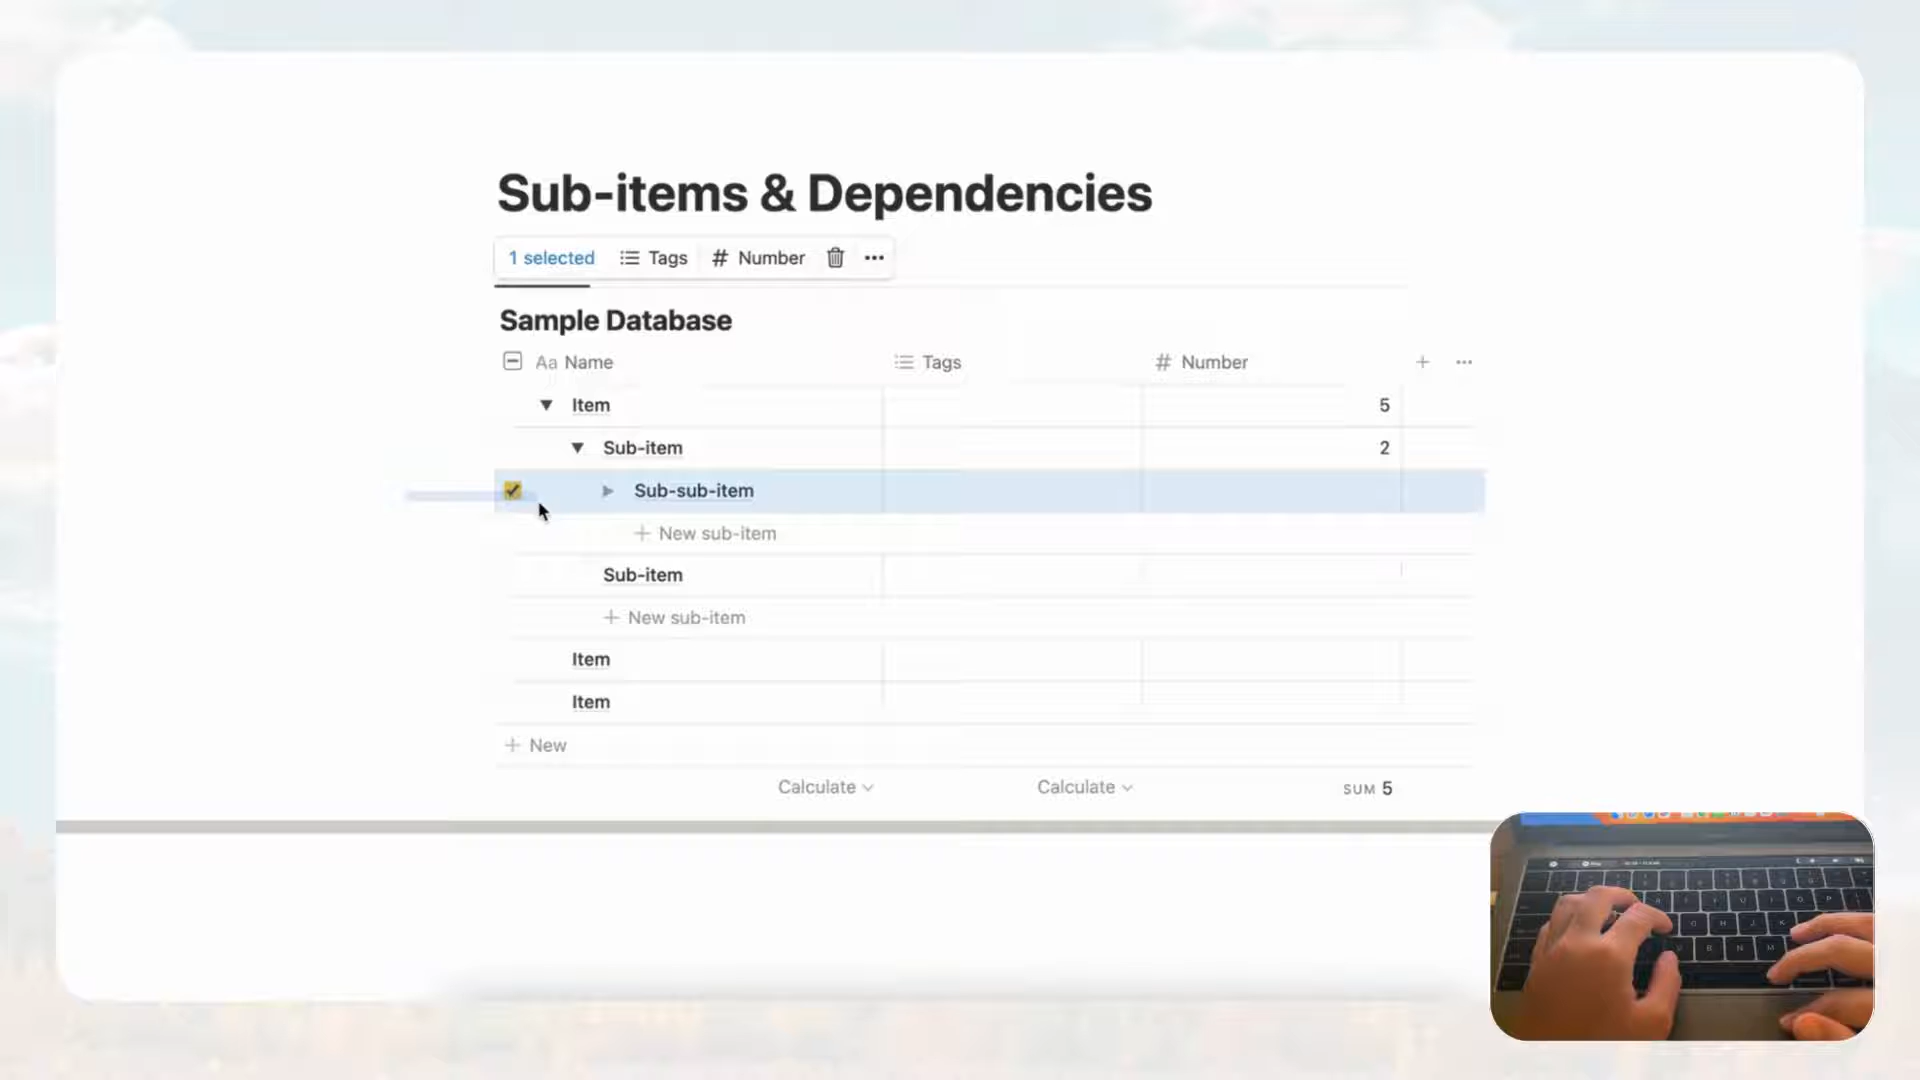 Sub-items & Dependencies
1 selected Tags # Number •••
Sample Database
Aa Name Tags # Number + •••
Item 5
Sub-item 2
Sub-sub-item
+ New sub-item
Sub-item
+ New sub-item
Item
Item
+ New
Calculate Calculate SUM 5